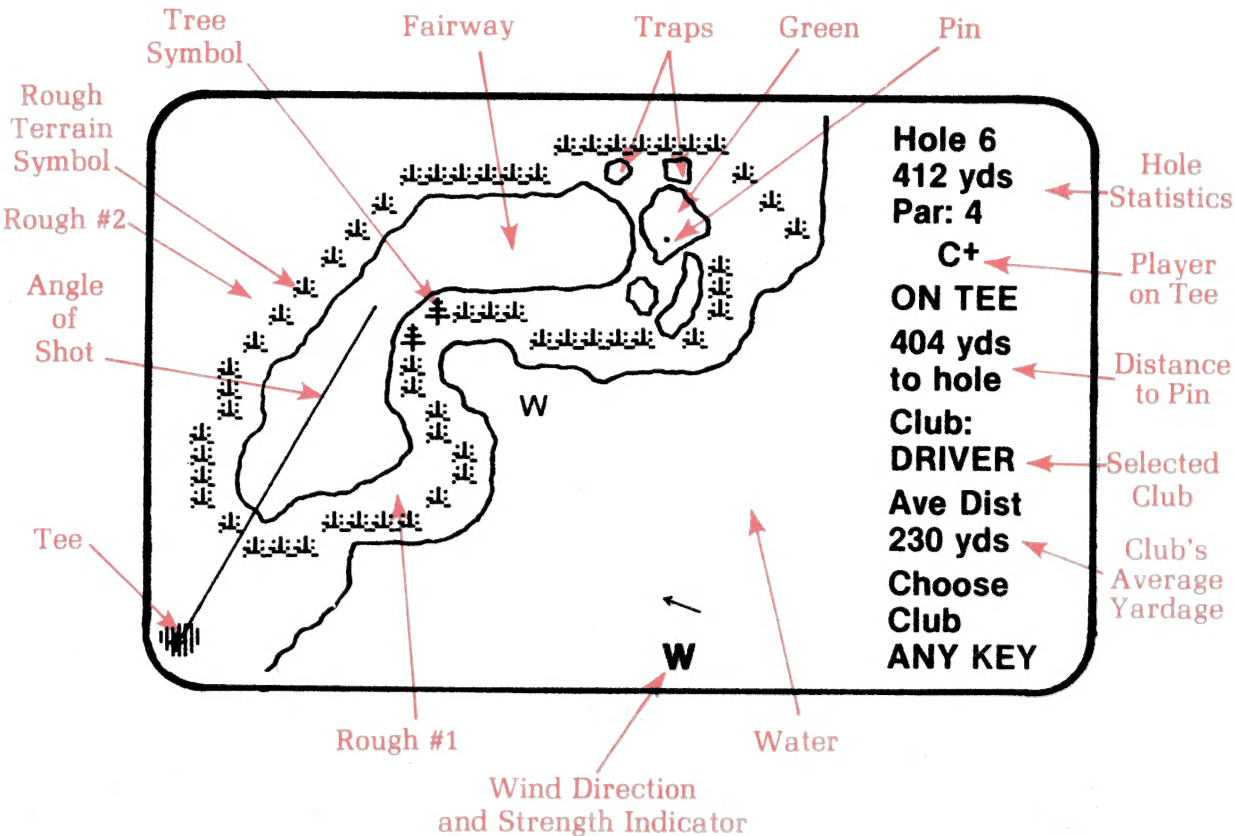 Tree
Symbol
Fairway
Traps
Green
Pin
Rough
Terrain
Symbol
Rough #2
Angle
of
Shot
Tee
Hole 6
412 yds
Par: 4
C+
ON TEE
404 yds
to hole
Club:
DRIVER
Ave Dist
230 yds
Choose
Club
ANY KEY
Hole
Statistics
Player
on Tee
Distance
to Pin
Selected
Club
Club's
Average
Yardage
W
W
Rough #1
Water
Wind Direction
and Strength Indicator